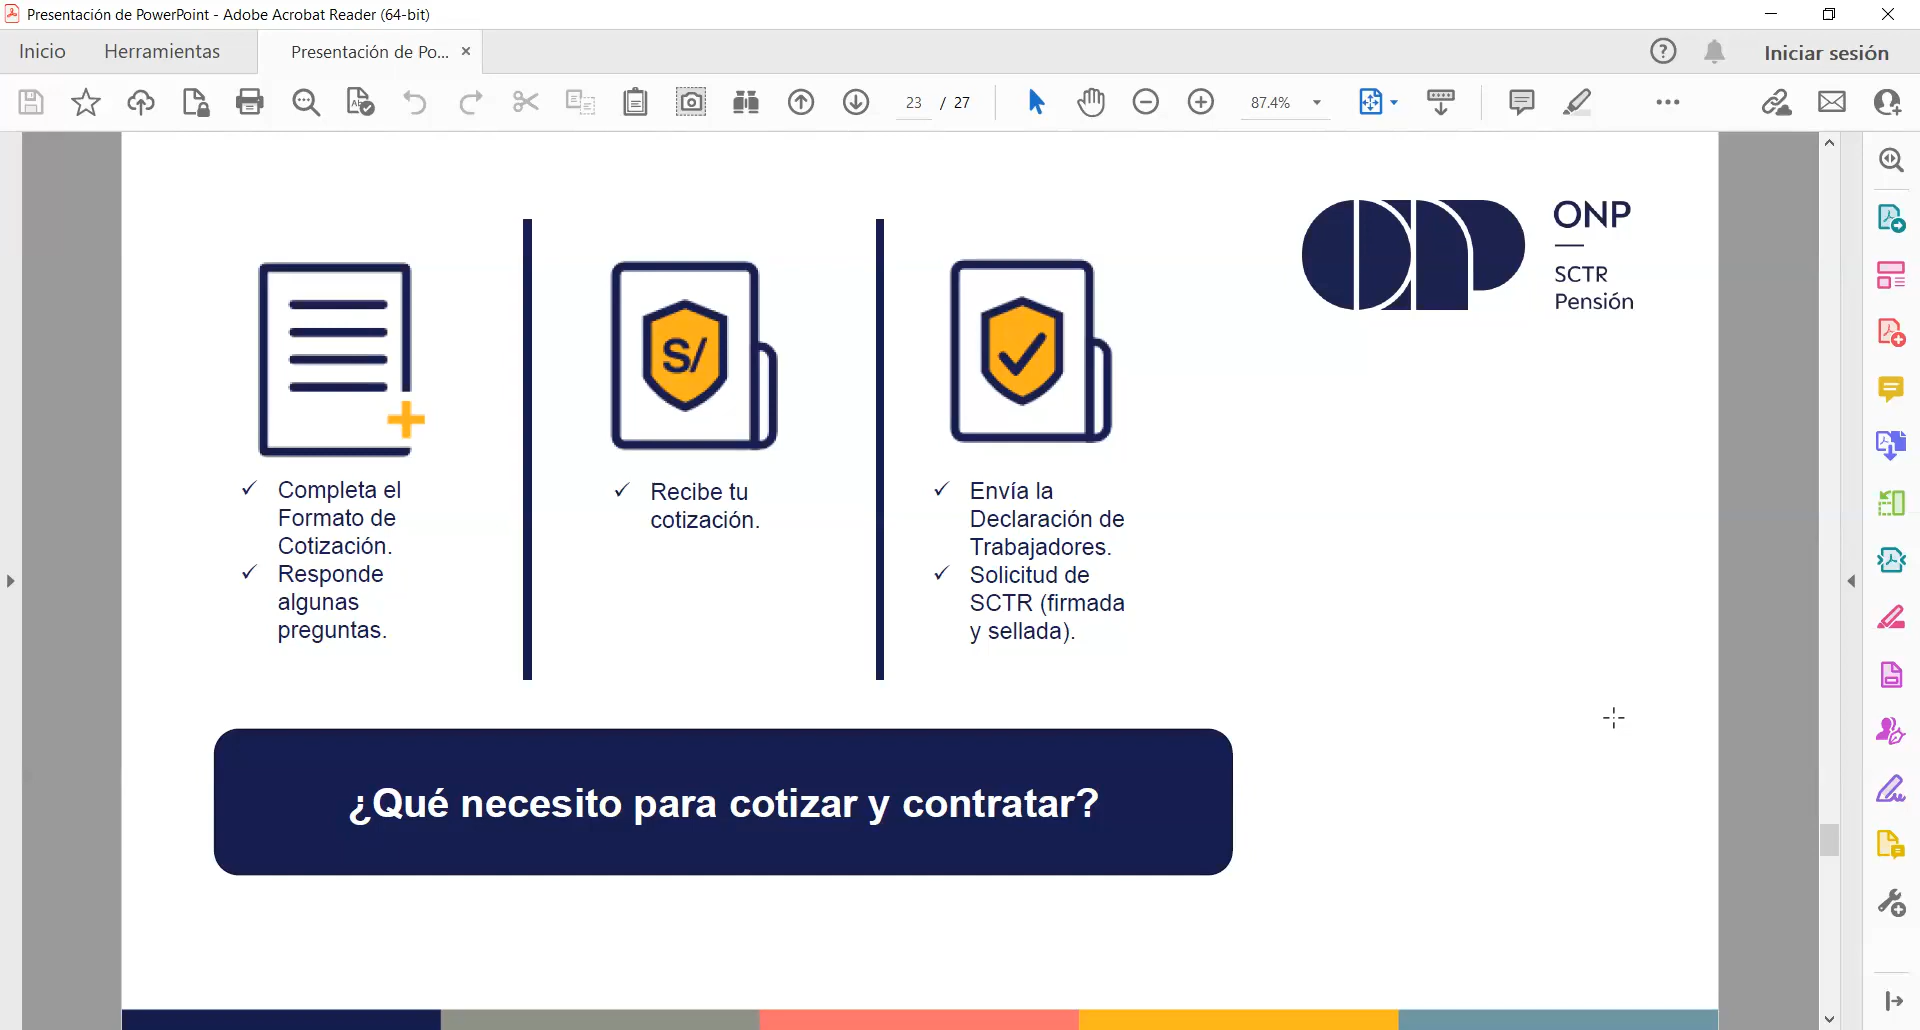 Presentación de PowerPoint - Adobe Acrobat Reader (64-bit)
Inicio
Herramientas
Presentación de Po...
Iniciar sesión
23 / 27
87.4%
ONP
SCTR
Pensión
S/
Completa el
Formato de
Cotización.
Responde
algunas
preguntas.
Recibe tu
cotización.
Envía la
Declaración de
Trabajadores.
Solicitud de
SCTR (firmada
y sellada).
¿Qué necesito para cotizar y contratar?